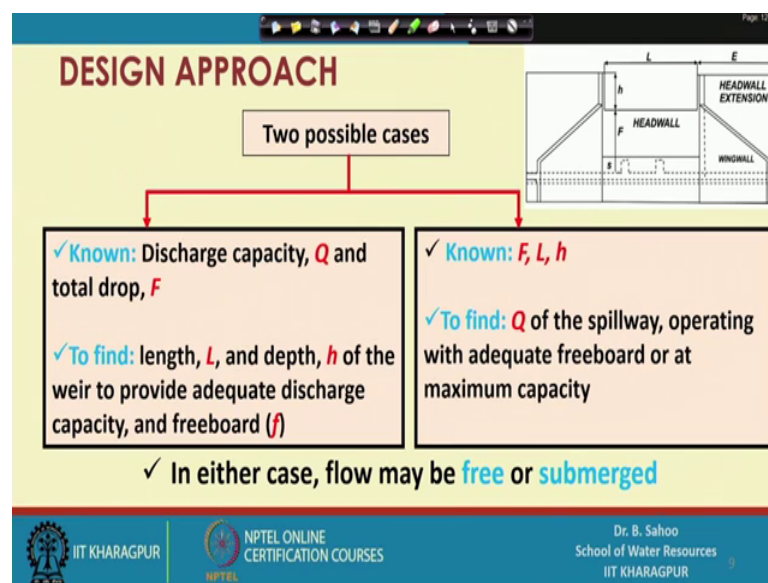 Page: 12
DESIGN APPROACH
Two possible cases
L
E
h
HEADWALL
EXTENSION
HEADWALL
F
WINGWALL
s
✓Known: Discharge capacity, Q and
total drop, F
✓To find: length, L, and depth, h of the
weir to provide adequate discharge
capacity, and freeboard (f)
✓ Known: F, L, h
✓To find: Q of the spillway, operating
with adequate freeboard or at
maximum capacity
✓ In either case, flow may be free or submerged
IIT KHARAGPUR
NPTEL
NPTEL ONLINE
CERTIFICATION COURSES
Dr. B. Sahoo
School of Water Resources
IIT KHARAGPUR
9